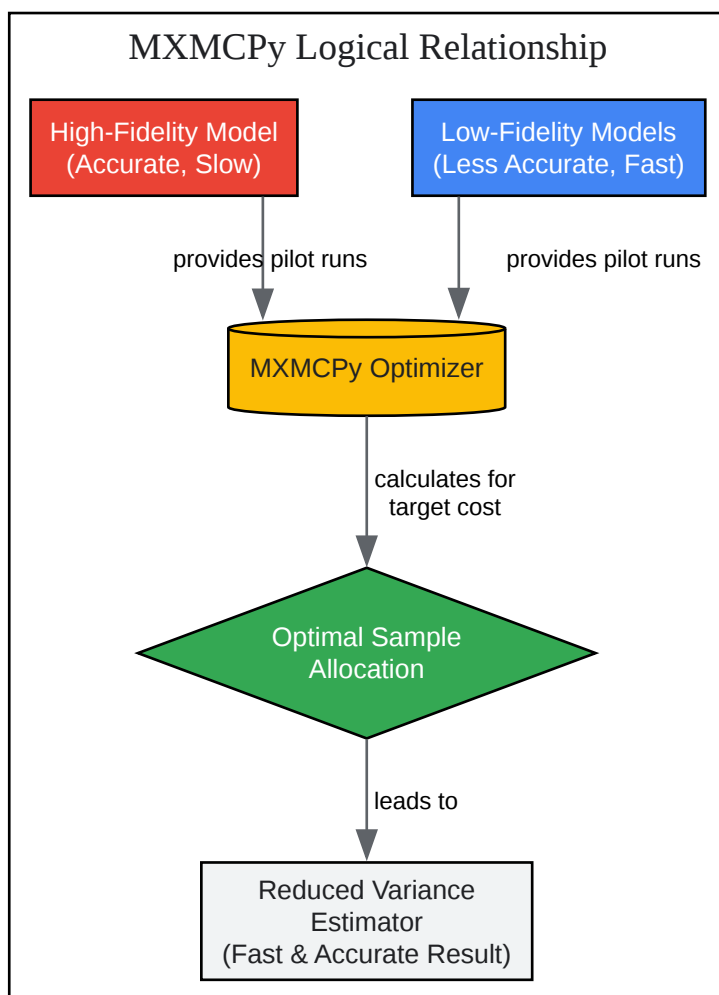 MXMCPy Logical Relationship
High-Fidelity Model
(Accurate, Slow)
Low-Fidelity Models
(Less Accurate, Fast)
provides pilot runs
provides pilot runs
MXMCPy Optimizer
calculates for
target cost
Optimal Sample
Allocation
leads to
Reduced Variance
Estimator
(Fast & Accurate Result)